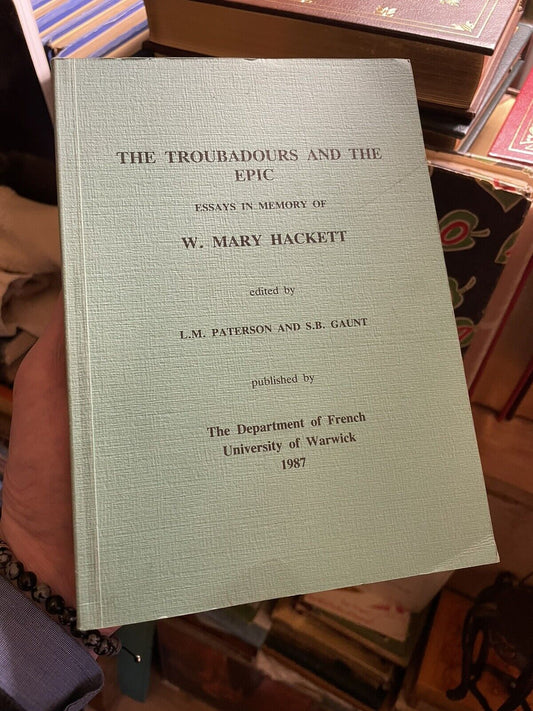 THE TROUBADOURS AND THE
EPIC
ESSAYS IN MEMORY OF
W. MARY HACKETT
edited by
L.M. PATERSON AND S.B. GAUNT
published by
The Department of French
University of Warwick
1987